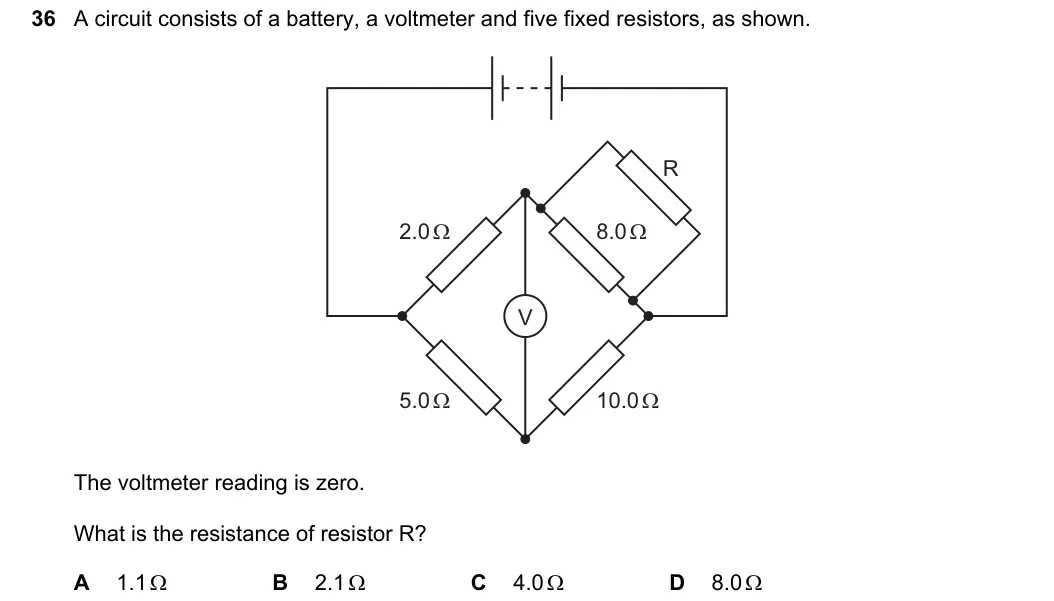 36 A circuit consists of a battery, a voltmeter and five fixed resistors, as shown.
R
2.0Ω
8.0Ω
V
5.0Ω
10.0Ω
The voltmeter reading is zero.
What is the resistance of resistor R?
A 1.1Ω B 2.1Ω C 4.0Ω D 8.0Ω